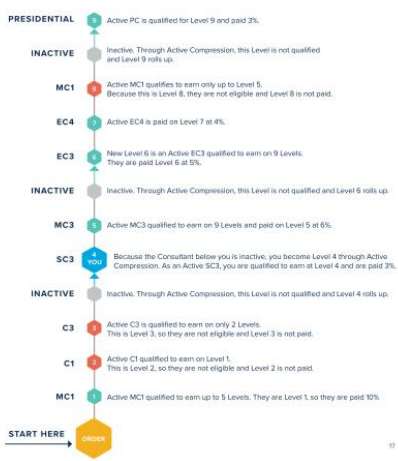 PRESIDENTIAL
9
Active PC is qualified for Level 9 and paid 3%.
INACTIVE
Inactive. Through Active Compression, this Level is not qualified
and Level 9 rolls up.
MC1
8
Active MC1 qualifies to earn only up to Level 5.
Because this is Level 8, they are not eligible and Level 8 is not paid.
EC4
7
Active EC4 is paid on Level 7 at 4%.
EC3
6
New Level 6 is an Active EC3 qualified to earn on 9 Levels.
They are paid Level 6 at 5%.
INACTIVE
Inactive. Through Active Compression, this Level is not qualified and Level 6 rolls up.
MC3
5
Active MC3 qualified to earn on 9 Levels and paid on Level 5 at 6%.
SC3
4
YOU
Because the Consultant below you is inactive, you become Level 4 through Active
Compression. As an Active SC3, you are qualified to earn at Level 4 and are paid 3%.
INACTIVE
Inactive. Through Active Compression, this Level is not qualified and Level 4 rolls up.
C3
3
Active C3 is qualified to earn on only 2 Levels.
This is Level 3, so they are not eligible and Level 3 is not paid.
C1
2
Active C1 qualified to earn on Level 1.
This is Level 2, so they are not eligible and Level 2 is not paid.
MC1
1
Active MC1 qualified to earn up to 5 Levels. They are Level 1, so they are paid 10%
START HERE
ORDER
17